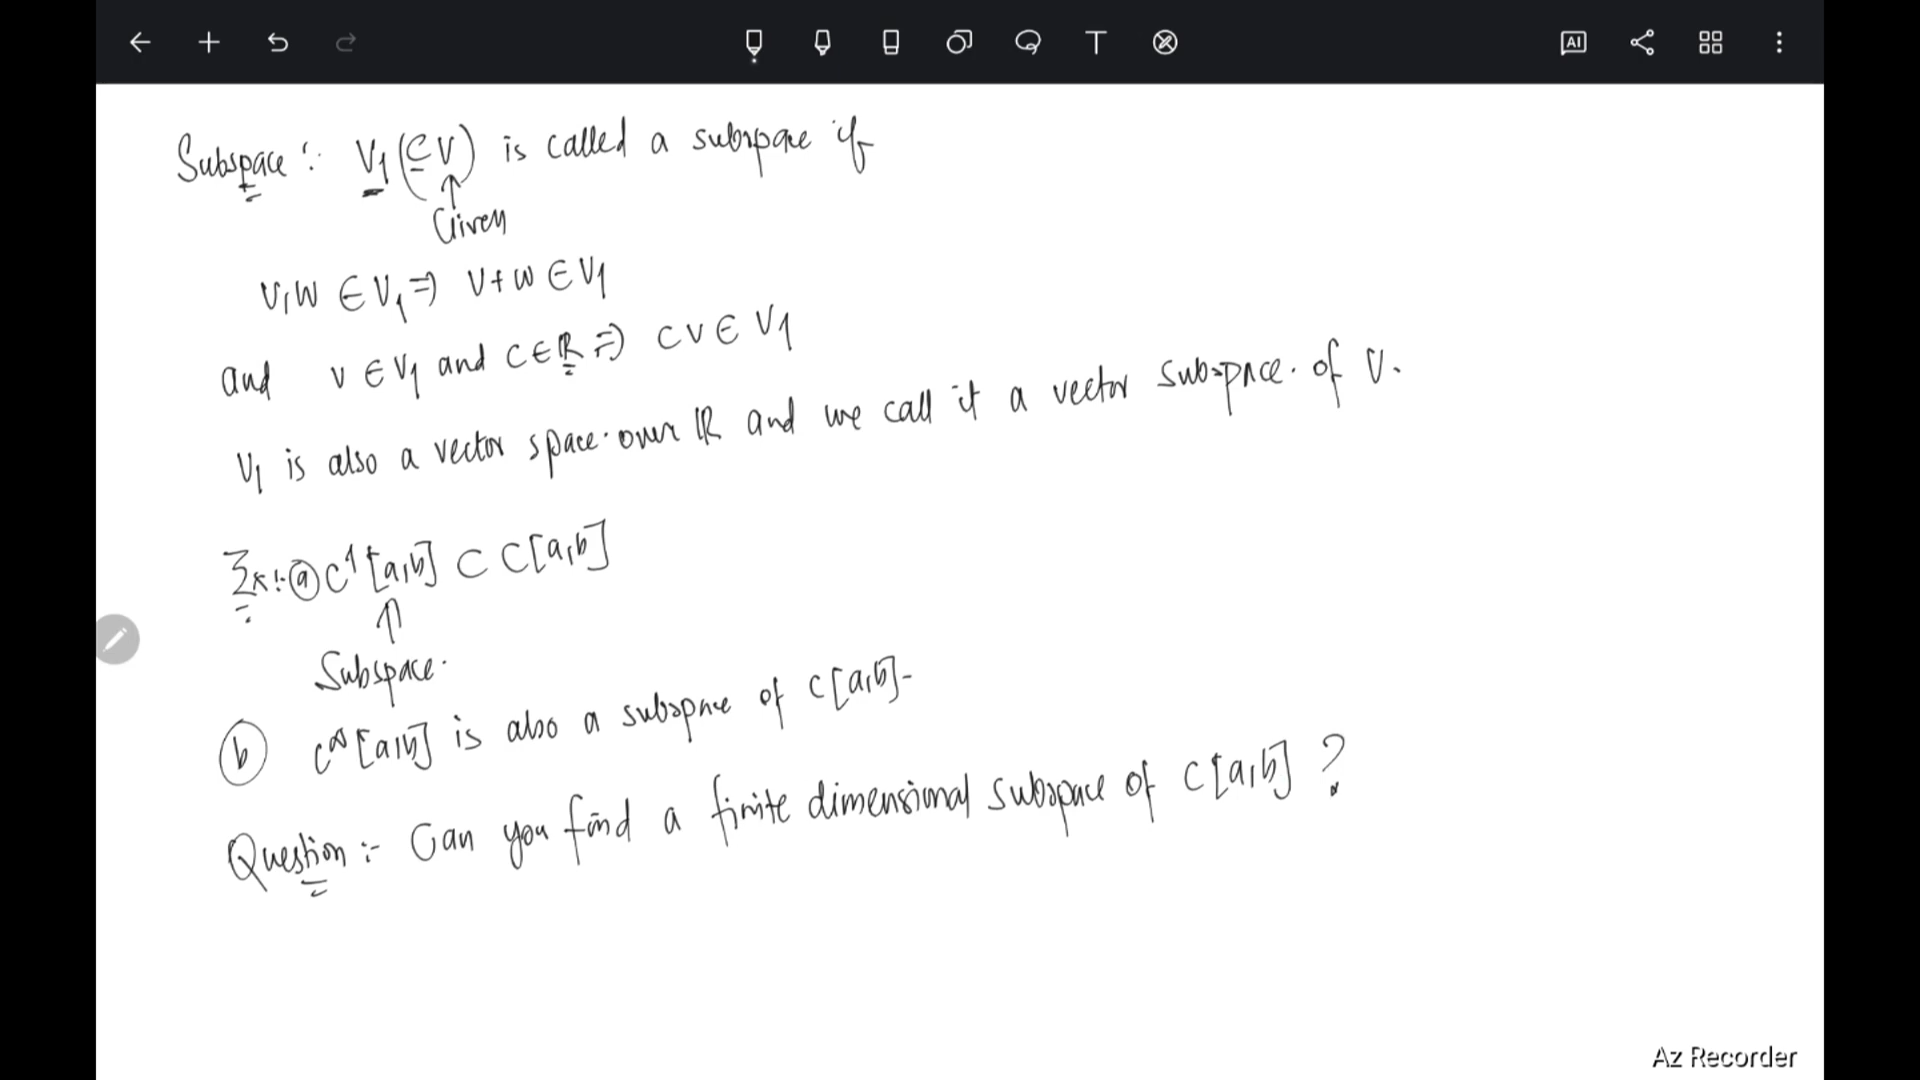 Subspace :- V₁(⊆V) is called a subspace if
Given
v,w ∈ V₁ ⇒ v+w ∈ V₁
and v ∈ V₁ and c ∈ ℝ ⇒ cv ∈ V₁
V₁ is also a vector space over ℝ and we call it a vector subspace of V.
Ex:- ⓐ C¹[a,b] ⊂ C[a,b]
↑
Subspace.
ⓑ C^∞[a,b] is also a subspace of C[a,b].
Question :- Can you find a finite dimensional subspace of C[a,b] ?
Az Recorder